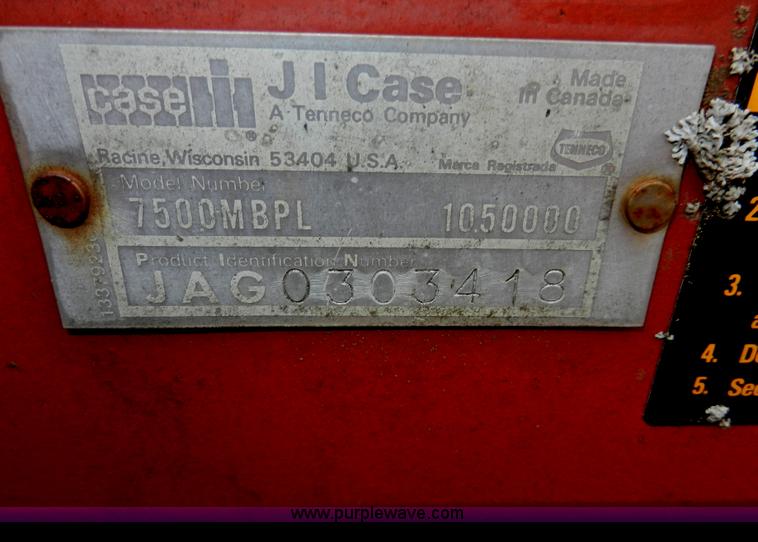 case IH ®
J I Case
A Tenneco Company
Made
in Canada
Racine, Wisconsin 53404 U.S.A.
Marca Registrada
TENNECO
Model Number
7500MBPL 1050000
Product Identification Number
JAG0303418
2
3.
a
4. D
5. Sec
www.purplewave.com